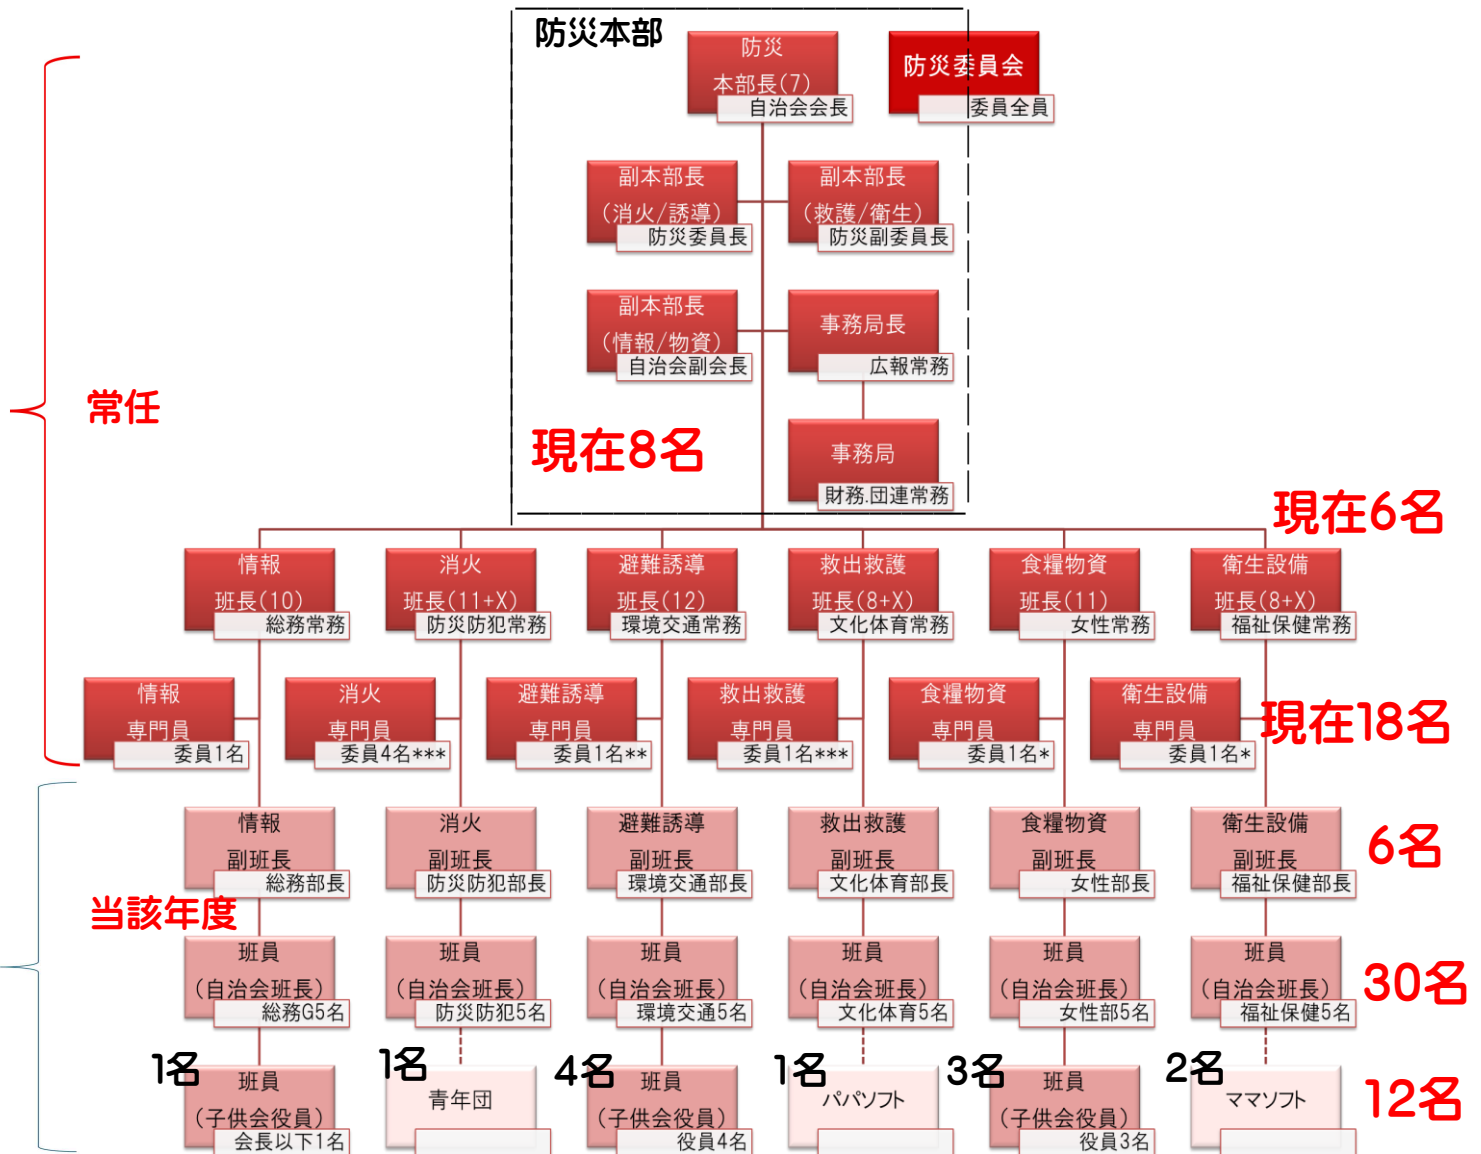 防災本部
防災
本部長(7)
自治会会長
防災委員会
委員全員
副本部長
(消火/誘導)
防災委員長
副本部長
(救護/衛生)
防災副委員長
副本部長
(情報/物資)
自治会副会長
事務局長
広報常務
常任
現在8名
事務局
財務.団連常務
現在6名
情報
班長(10)
総務常務
消火
班長(11+X)
防災防犯常務
避難誘導
班長(12)
環境交通常務
救出救護
班長(8+X)
文化体育常務
食糧物資
班長(11)
女性常務
衛生設備
班長(8+X)
福祉保健常務
情報
専門員
委員1名
消火
専門員
委員4名***
避難誘導
専門員
委員1名**
救出救護
専門員
委員1名***
食糧物資
専門員
委員1名*
衛生設備
専門員
委員1名*
現在18名
情報
副班長
総務部長
消火
副班長
防災防犯部長
避難誘導
副班長
環境交通部長
救出救護
副班長
文化体育部長
食糧物資
副班長
女性部長
衛生設備
副班長
福祉保健部長
6名
当該年度
班員
(自治会班長)
総務G5名
班員
(自治会班長)
防災防犯5名
班員
(自治会班長)
環境交通5名
班員
(自治会班長)
文化体育5名
班員
(自治会班長)
女性部5名
班員
(自治会班長)
福祉保健5名
30名
1名
班員
(子供会役員)
会長以下1名
1名
青年団
4名
班員
(子供会役員)
役員4名
1名
パパソフト
3名
班員
(子供会役員)
役員3名
2名
ママソフト
12名